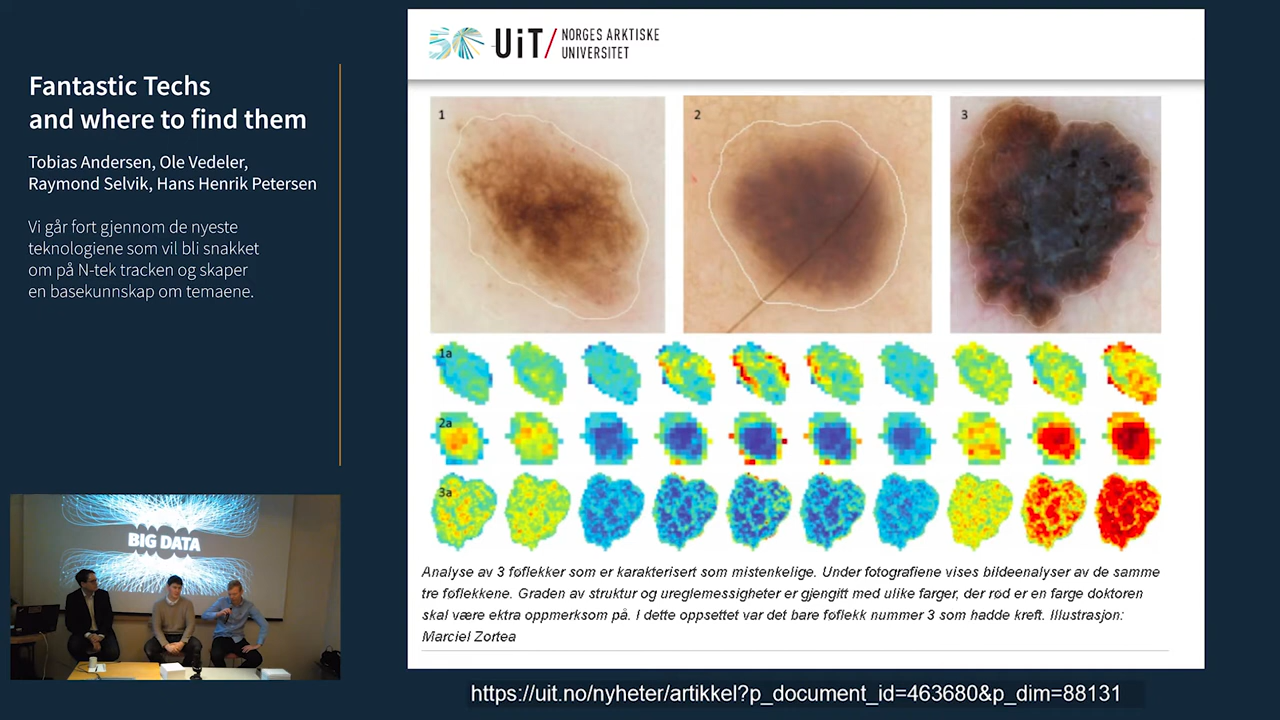 Fantastic Techs
and where to find them
Tobias Andersen, Ole Vedeler,
Raymond Selvik, Hans Henrik Petersen
Vi går fort gjennom de nyeste
teknologiene som vil bli snakket
om på N-tek tracken og skaper
en basekunnskap om temaene.
BIG DATA
50 UiT/ NORGES ARKTISKE
UNIVERSITET
1 2 3
1a
2a
3a
Analyse av 3 føflekker som er karakterisert som mistenkelige. Under fotografiene vises bildeenalyser av de samme
tre foflekkene. Graden av struktur og ureglemessigheter er gjengitt med ulike farger, der rød er en farge doktoren
skal være ekstra oppmerksom på. I dette oppsettet var det bare føflekk nummer 3 som hadde kreft. Illustrasjon:
Marciel Zortea
https://uit.no/nyheter/artikkel?p_document_id=463680&p_dim=88131